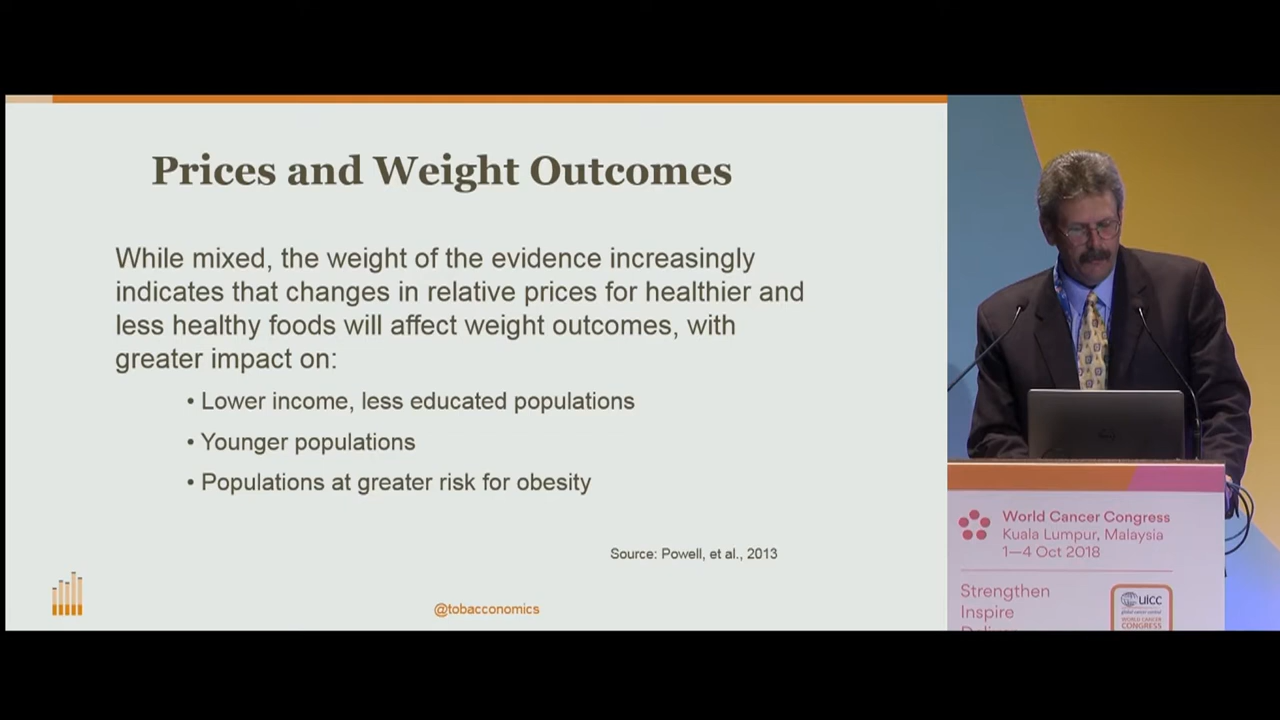 Prices and Weight Outcomes
While mixed, the weight of the evidence increasingly
indicates that changes in relative prices for healthier and
less healthy foods will affect weight outcomes, with
greater impact on:
• Lower income, less educated populations
• Younger populations
• Populations at greater risk for obesity
Source: Powell, et al., 2013
@tobacconomics
World Cancer Congress
Kuala Lumpur, Malaysia
1—4 Oct 2018
Strengthen
Inspire
uicc
WORLD CANCER
CONGRESS